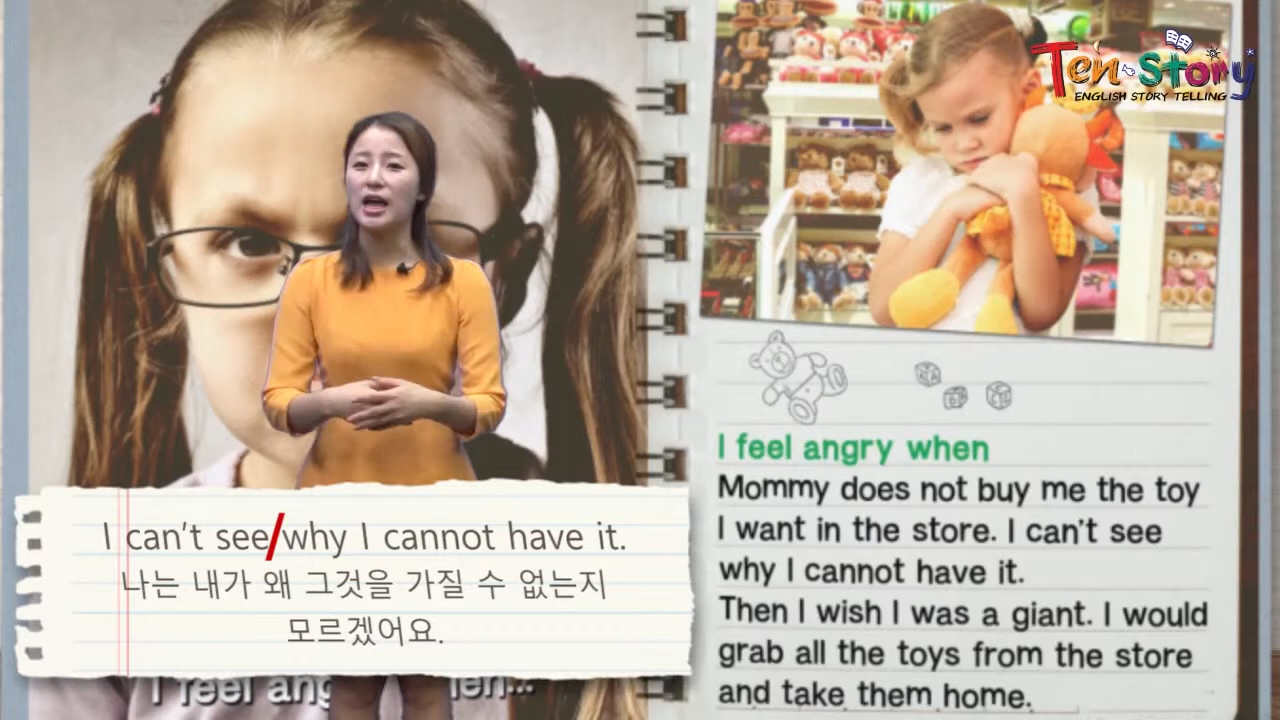 Ten Story
ENGLISH STORY TELLING
I feel angry when
Mommy does not buy me the toy
I want in the store. I can't see
why I cannot have it.
Then I wish I was a giant. I would
grab all the toys from the store
and take them home.
I can't see/why I cannot have it.
나는 내가 왜 그것을 가질 수 없는지
모르겠어요.
I feel